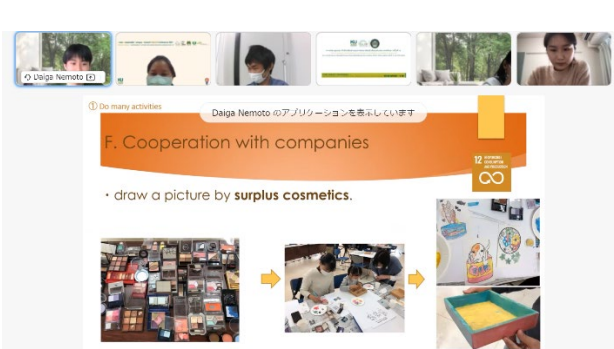 Daiga Nemoto
① Do many activities
Daiga Nemoto のアプリケーションを表示しています
F. Cooperation with companies
12
• draw a picture by surplus cosmetics.